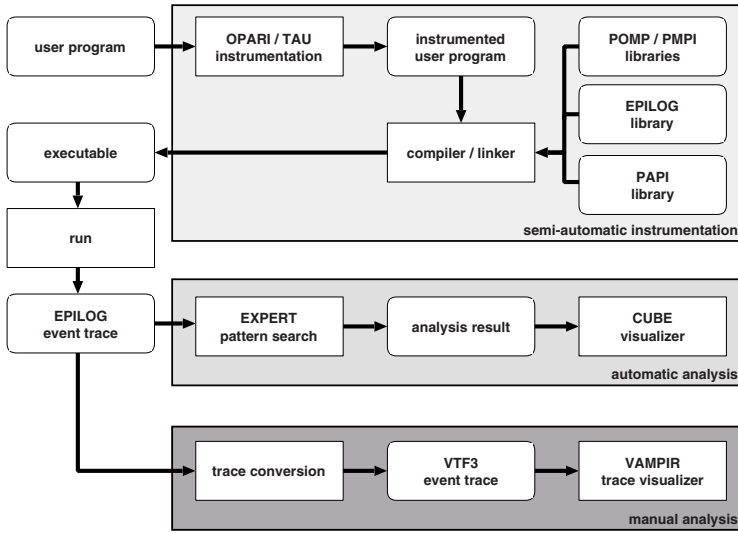 user program
OPARI / TAU
instrumentation
instrumented
user program
POMP / PMPI
libraries
EPILOG
library
PAPI
library
executable
compiler / linker
semi-automatic instrumentation
run
EPILOG
event trace
EXPERT
pattern search
analysis result
CUBE
visualizer
automatic analysis
trace conversion
VTF3
event trace
VAMPIR
trace visualizer
manual analysis